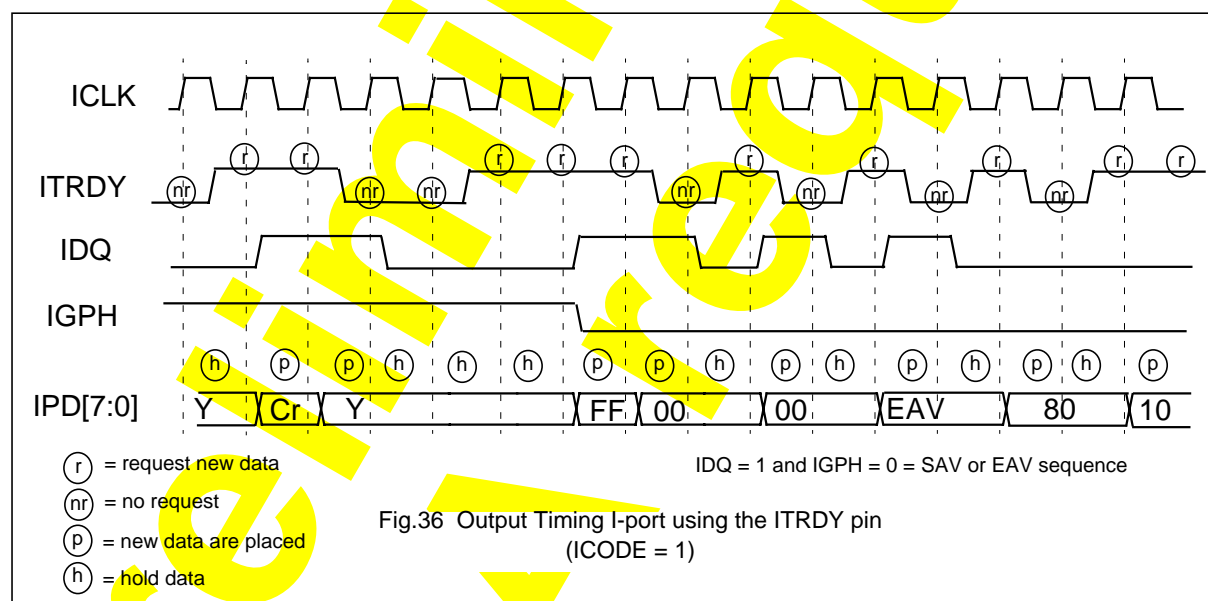 ICLK
r r r r r r r r r r r
ITRDY
nr nr nr nr nr nr nr
IDQ
IGPH
h p p h h h p p h p h p h p h p
IPD[7:0] Y Cr Y FF 00 00 EAV 80 10
r = request new data
IDQ = 1 and IGPH = 0 = SAV or EAV sequence
nr = no request
Fig.36 Output Timing I-port using the ITRDY pin
p = new data are placed
(ICODE = 1)
h = hold data